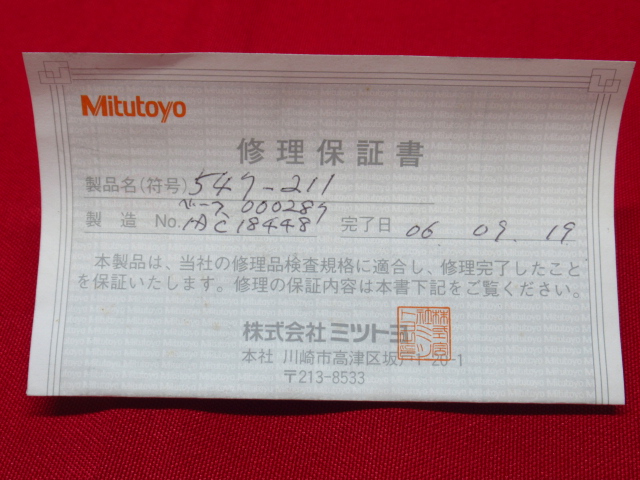 Mitutoyo
修理保証書
製品名(符号) 547-211
ベース 000287
製造 No. IDC 18448 完了日 06. 09. 19
本製品は、当社の修理品検査規格に適合し、修理完了したこと
を保証いたします。修理の保証内容は本書下記をご覧ください。
株式会社 ミツトヨ
本社 川崎市高津区坂戸1-20-1
〒213-8533